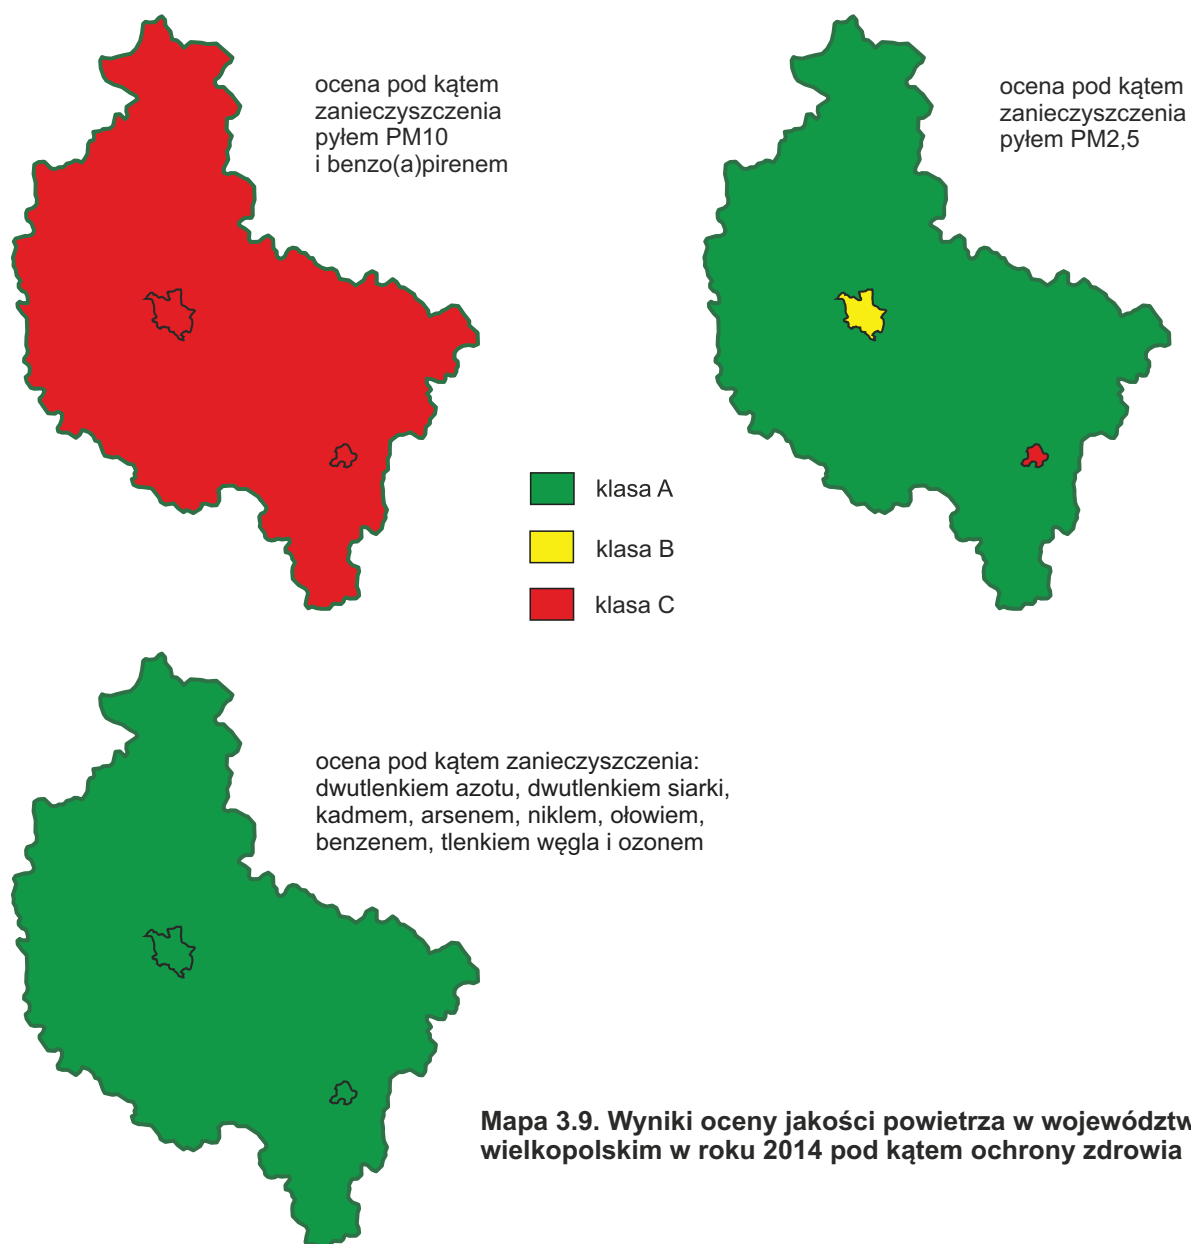 ocena pod kątem
zanieczyszczenia
pyłem PM10
i benzo(a)pirenem
ocena pod kątem
zanieczyszczenia
pyłem PM2,5
klasa A
klasa B
klasa C
ocena pod kątem zanieczyszczenia:
dwutlenkiem azotu, dwutlenkiem siarki,
kadmem, arsenem, niklem, ołowiem,
benzenem, tlenkiem węgla i ozonem
Mapa 3.9. Wyniki oceny jakości powietrza w województw
wielkopolskim w roku 2014 pod kątem ochrony zdrowia